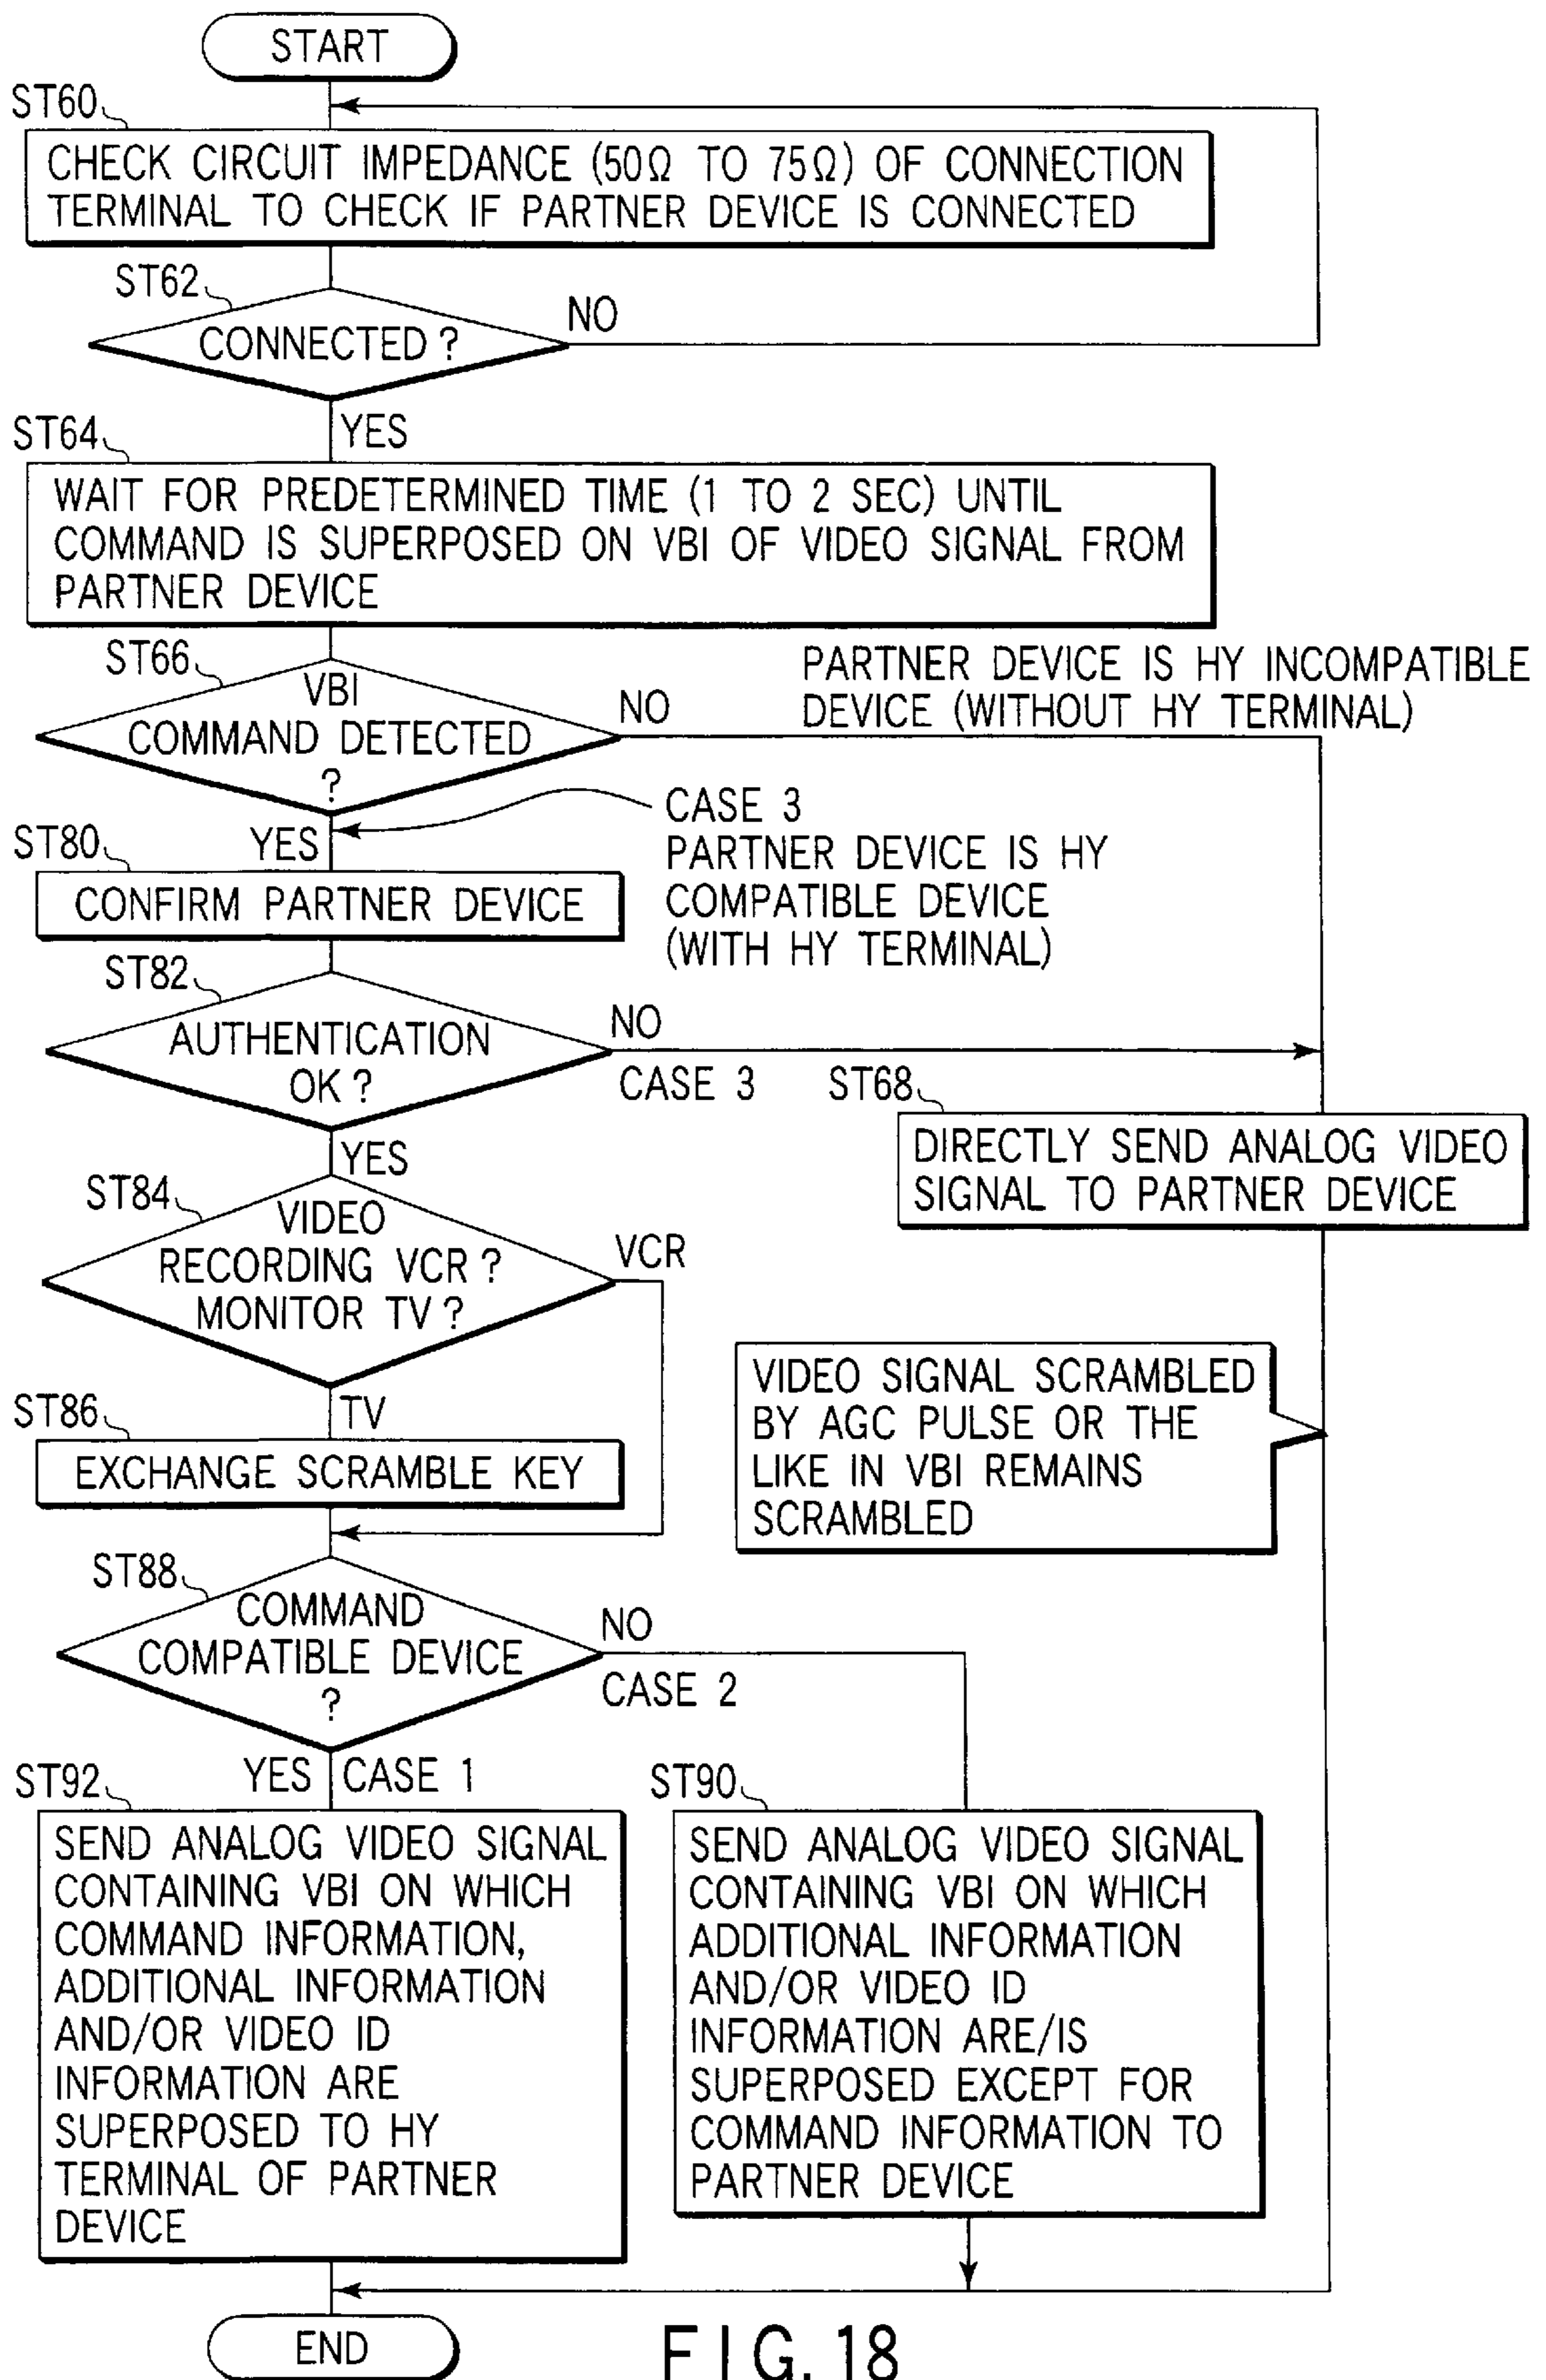 START
ST60
CHECK CIRCUIT IMPEDANCE (50Ω TO 75Ω) OF CONNECTION
TERMINAL TO CHECK IF PARTNER DEVICE IS CONNECTED
ST62
CONNECTED?
NO
YES
ST64
WAIT FOR PREDETERMINED TIME (1 TO 2 SEC) UNTIL
COMMAND IS SUPERPOSED ON VBI OF VIDEO SIGNAL FROM
PARTNER DEVICE
ST66
VBI
COMMAND DETECTED
?
NO
PARTNER DEVICE IS HY INCOMPATIBLE
DEVICE (WITHOUT HY TERMINAL)
YES
CASE 3
PARTNER DEVICE IS HY
COMPATIBLE DEVICE
(WITH HY TERMINAL)
ST80
CONFIRM PARTNER DEVICE
ST82
AUTHENTICATION
OK?
NO
CASE 3
ST68
DIRECTLY SEND ANALOG VIDEO
SIGNAL TO PARTNER DEVICE
YES
ST84
VIDEO
RECORDING VCR?
MONITOR TV?
VCR
TV
VIDEO SIGNAL SCRAMBLED
BY AGC PULSE OR THE
LIKE IN VBI REMAINS
SCRAMBLED
ST86
EXCHANGE SCRAMBLE KEY
ST88
COMMAND
COMPATIBLE DEVICE
?
NO
CASE 2
YES
CASE 1
ST92
SEND ANALOG VIDEO SIGNAL
CONTAINING VBI ON WHICH
COMMAND INFORMATION,
ADDITIONAL INFORMATION
AND/OR VIDEO ID
INFORMATION ARE
SUPERPOSED TO HY
TERMINAL OF PARTNER
DEVICE
ST90
SEND ANALOG VIDEO SIGNAL
CONTAINING VBI ON WHICH
ADDITIONAL INFORMATION
AND/OR VIDEO ID
INFORMATION ARE/IS
SUPERPOSED EXCEPT FOR
COMMAND INFORMATION TO
PARTNER DEVICE
END
FIG. 18